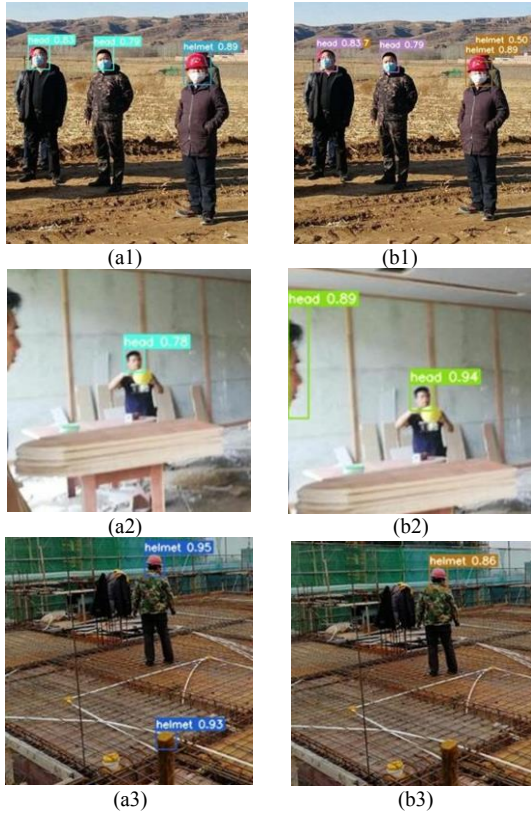 head 0.83
head 0.79
helmet 0.89
head 0.83
7
head 0.79
helmet 0.50
helmet 0.89
(a1)
(b1)
head 0.78
head 0.89
head 0.94
(a2)
(b2)
helmet 0.95
helmet 0.93
helmet 0.86
(a3)
(b3)